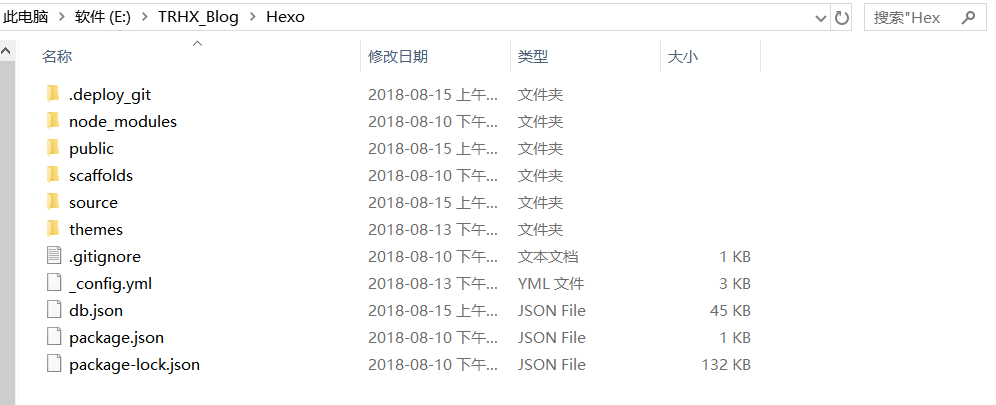 此电脑 > 软件 (E:) > TRHX_Blog > Hexo 搜索"Hex
名称 修改日期 类型 大小
.deploy_git 2018-08-15 上午... 文件夹
node_modules 2018-08-10 下午... 文件夹
public 2018-08-15 上午... 文件夹
scaffolds 2018-08-10 下午... 文件夹
source 2018-08-15 上午... 文件夹
themes 2018-08-13 下午... 文件夹
.gitignore 2018-08-10 下午... 文本文档 1 KB
_config.yml 2018-08-13 下午... YML 文件 3 KB
db.json 2018-08-15 上午... JSON File 45 KB
package.json 2018-08-10 下午... JSON File 1 KB
package-lock.json 2018-08-10 下午... JSON File 132 KB